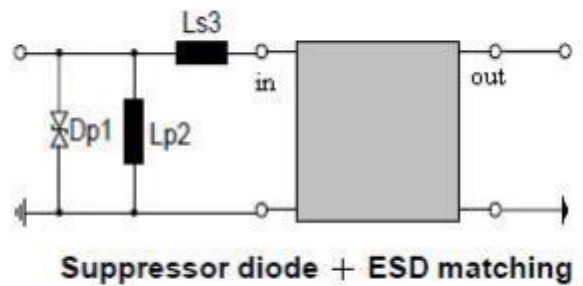 Ls3
in
out
Dp1
Lp2
Suppressor diode + ESD matching